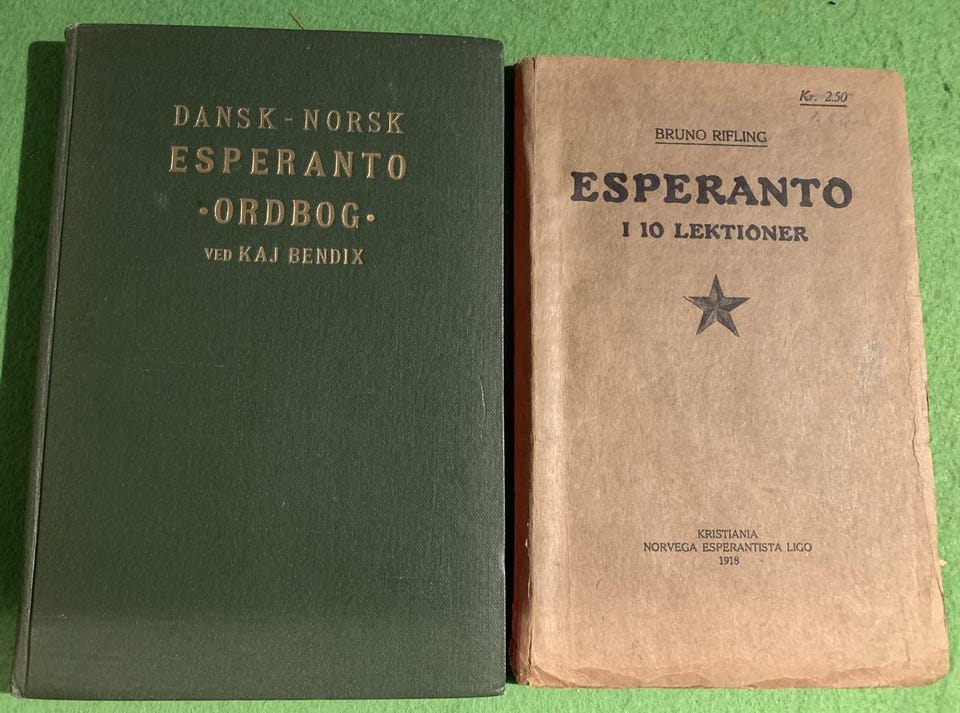 DANSK-NORSK
ESPERANTO
·ORDBOG·
VED KAJ BENDIX
Kr. 2.50
BRUNO RIFLING
ESPERANTO
I 10 LEKTIONER
KRISTIANIA
NORVEGA ESPERANTISTA LIGO
1918